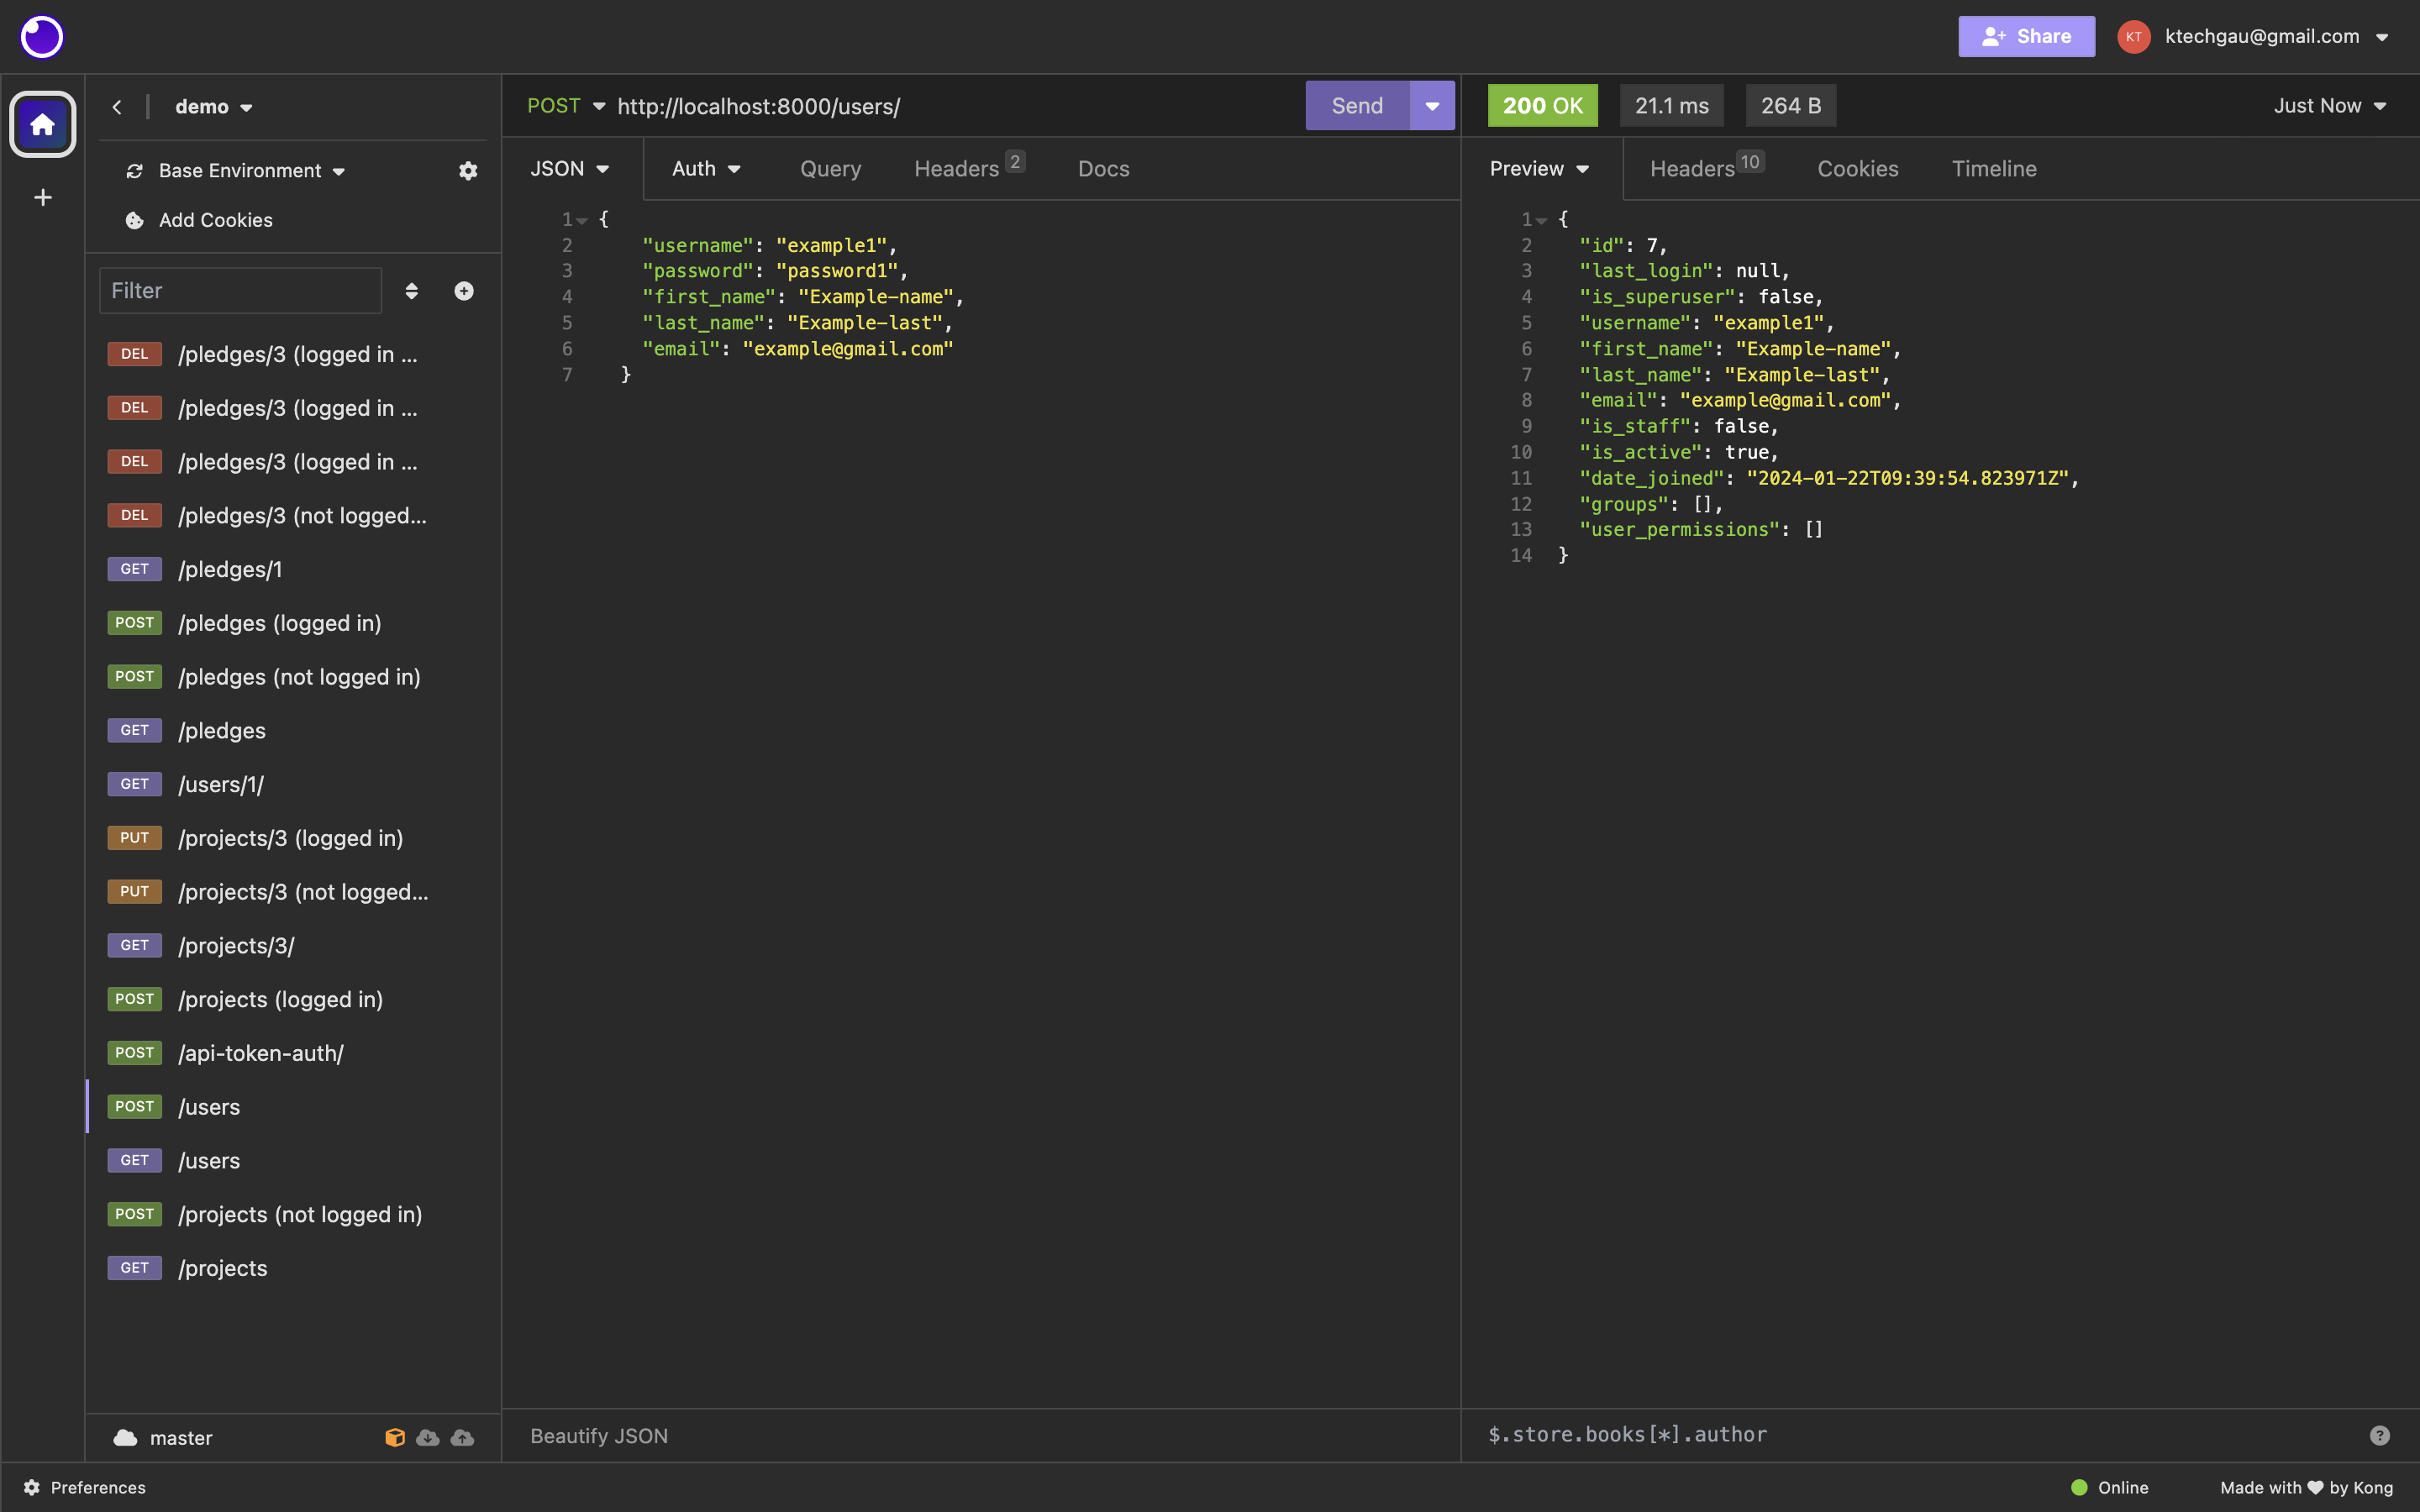 Share
KT
ktechgau@gmail.com
demo
Base Environment
Add Cookies
Filter
DEL /pledges/3 (logged in ...
DEL /pledges/3 (logged in ...
DEL /pledges/3 (logged in ...
DEL /pledges/3 (not logged...
GET /pledges/1
POST /pledges (logged in)
POST /pledges (not logged in)
GET /pledges
GET /users/1/
PUT /projects/3 (logged in)
PUT /projects/3 (not logged...
GET /projects/3/
POST /projects (logged in)
POST /api-token-auth/
POST /users
GET /users
POST /projects (not logged in)
GET /projects
master
POST http://localhost:8000/users/
Send
JSON Auth Query Headers 2 Docs
1 {
2 "username": "example1",
3 "password": "password1",
4 "first_name": "Example-name",
5 "last_name": "Example-last",
6 "email": "example@gmail.com"
7 }
Beautify JSON
200 OK 21.1 ms 264 B Just Now
Preview Headers 10 Cookies Timeline
1 {
2 "id": 7,
3 "last_login": null,
4 "is_superuser": false,
5 "username": "example1",
6 "first_name": "Example-name",
7 "last_name": "Example-last",
8 "email": "example@gmail.com",
9 "is_staff": false,
10 "is_active": true,
11 "date_joined": "2024-01-22T09:39:54.823971Z",
12 "groups": [],
13 "user_permissions": []
14 }
$.store.books[*].author
?
Preferences
Online
Made with ♥ by Kong